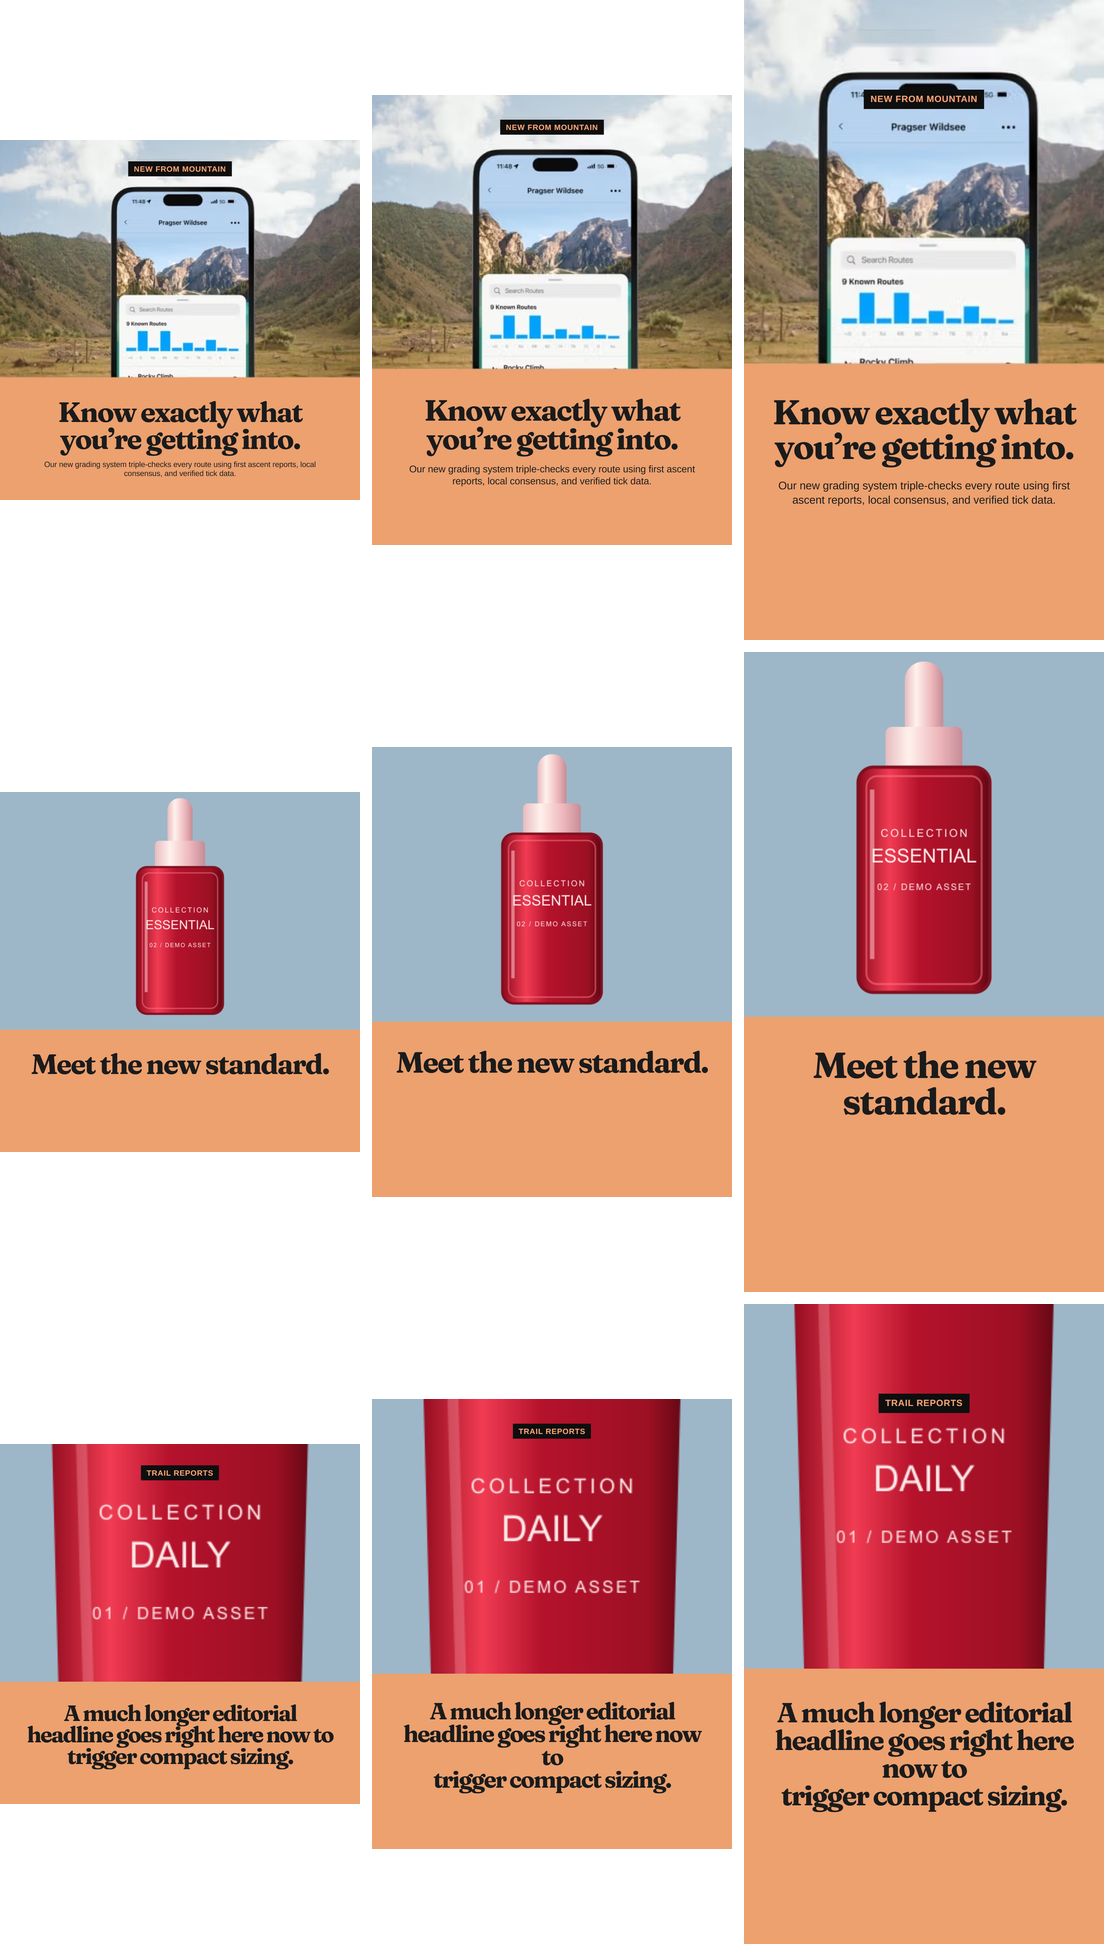 NEW FROM MOUNTAIN
11:48
5G
Pragser Wildsee
Search Routes
9 Known Routes
Rocky Climb
Know exactly what
you're getting into.
Our new grading system triple-checks every route using first ascent reports, local
consensus, and verified tick data.
NEW FROM MOUNTAIN
11:48
5G
Pragser Wildsee
Search Routes
9 Known Routes
Rocky Climb
Know exactly what
you're getting into.
Our new grading system triple-checks every route using first ascent
reports, local consensus, and verified tick data.
NEW FROM MOUNTAIN
5G
Pragser Wildsee
Search Routes
9 Known Routes
Rocky Climb
Know exactly what
you're getting into.
Our new grading system triple-checks every route using first
ascent reports, local consensus, and verified tick data.
COLLECTION
ESSENTIAL
02 / DEMO ASSET
Meet the new standard.
COLLECTION
ESSENTIAL
02 / DEMO ASSET
Meet the new standard.
COLLECTION
ESSENTIAL
02 / DEMO ASSET
Meet the new
standard.
TRAIL REPORTS
COLLECTION
DAILY
01 / DEMO ASSET
A much longer editorial
headline goes right here now to
trigger compact sizing.
TRAIL REPORTS
COLLECTION
DAILY
01 / DEMO ASSET
A much longer editorial
headline goes right here now
to
trigger compact sizing.
TRAIL REPORTS
COLLECTION
DAILY
01 / DEMO ASSET
A much longer editorial
headline goes right here
now to
trigger compact sizing.